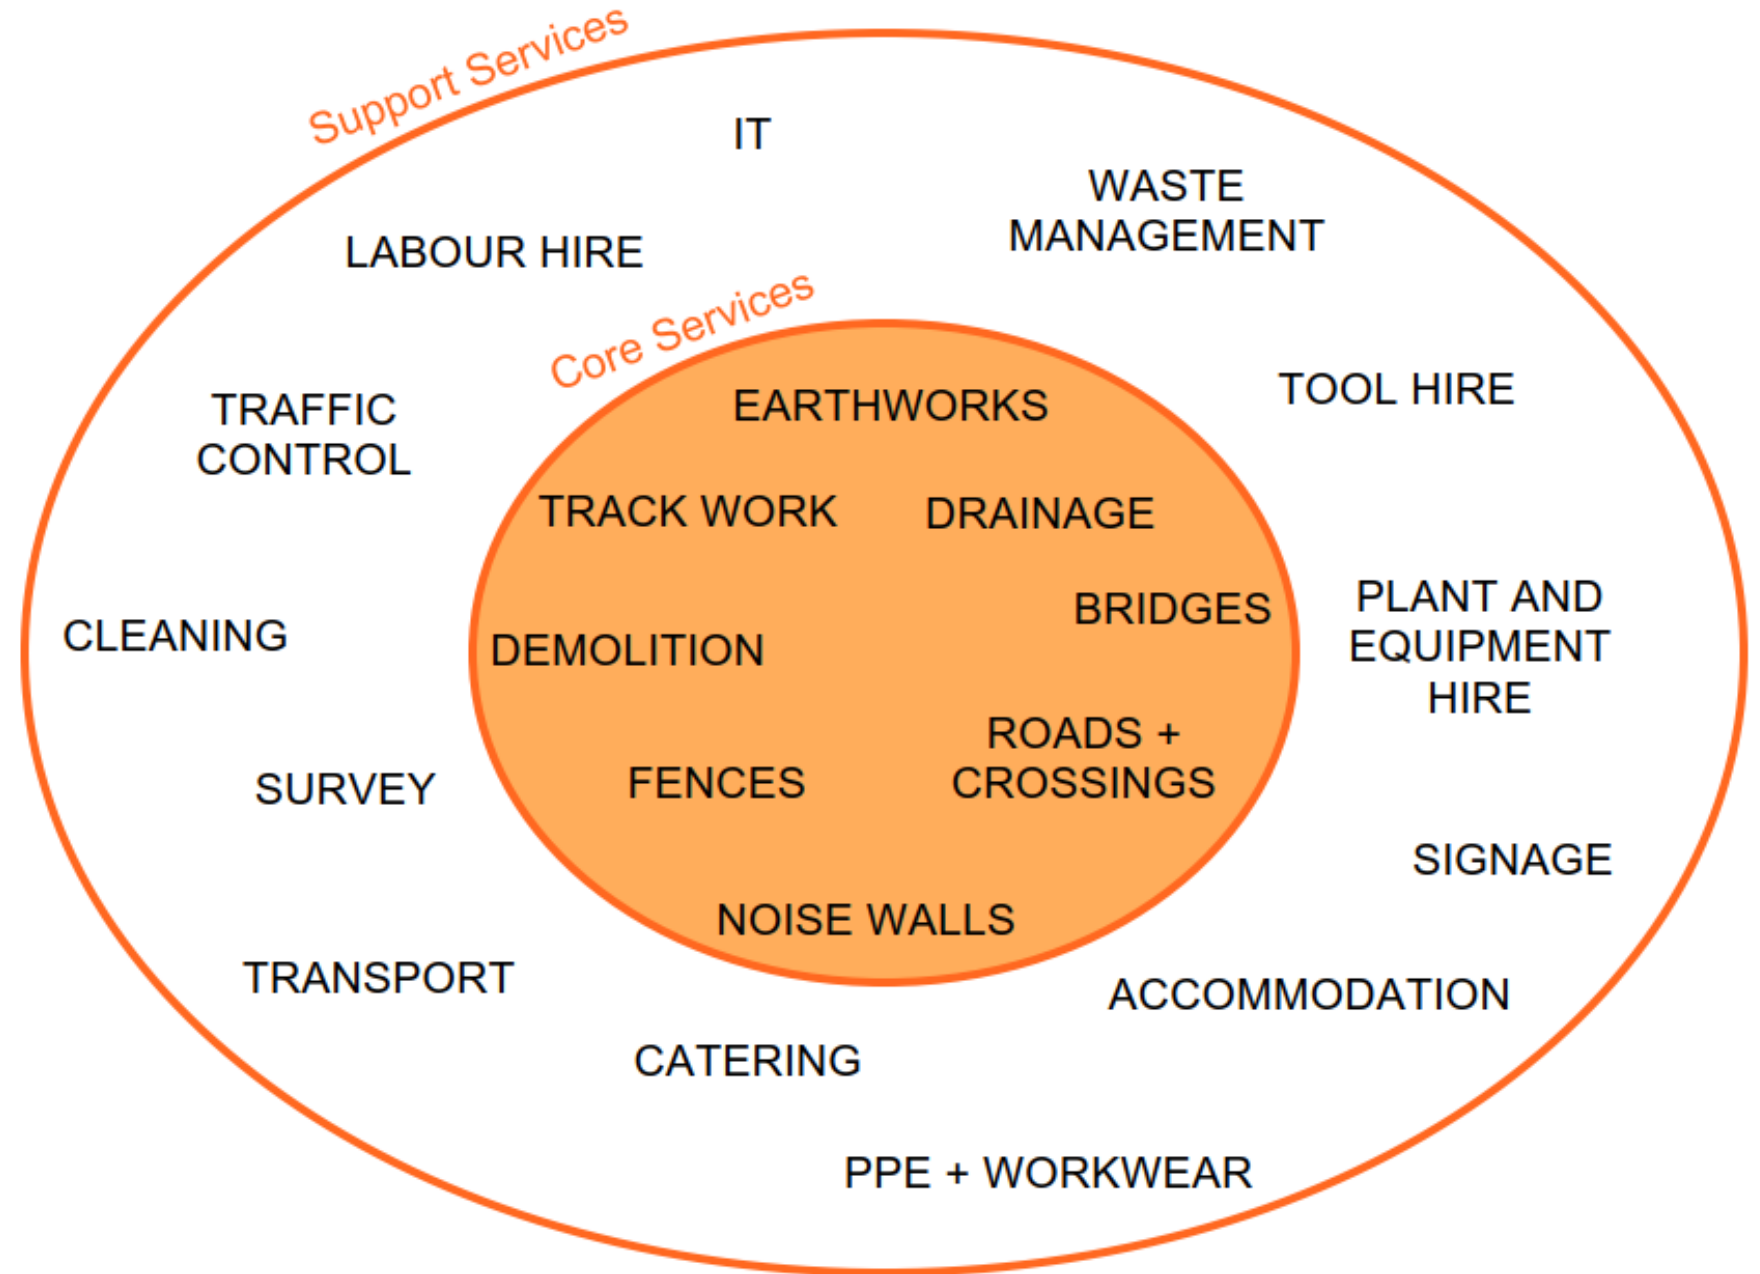 Support Services
IT
WASTE
MANAGEMENT
LABOUR HIRE
Core Services
EARTHWORKS
TOOL HIRE
TRAFFIC
CONTROL
TRACK WORK
DRAINAGE
BRIDGES
PLANT AND
EQUIPMENT
HIRE
CLEANING
DEMOLITION
ROADS +
CROSSINGS
SURVEY
FENCES
SIGNAGE
NOISE WALLS
TRANSPORT
ACCOMMODATION
CATERING
PPE + WORKWEAR